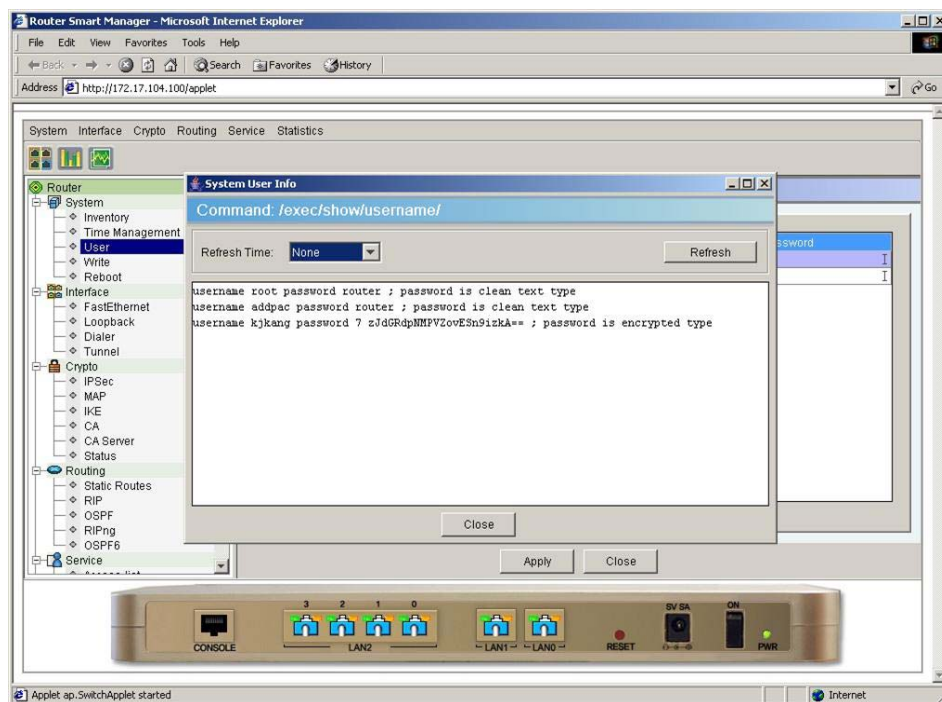 Router Smart Manager - Microsoft Internet Explorer
File Edit View Favorites Tools Help
Back Search Favorites History
Address http://172.17.104.100/applet Go
System Interface Crypto Routing Service Statistics
Router
System
Inventory
Time Management
User
Write
Reboot
Interface
FastEthernet
Loopback
Dialer
Tunnel
Crypto
IPSec
MAP
IKE
CA
CA Server
Status
Routing
Static Routes
RIP
OSPF
RIPng
OSPF6
Service
System User Info
Command: /exec/show/username/
Refresh Time: None Refresh
username root password router ; password is clean text type
username addpac password router ; password is clean text type
username kjkang password 7 zJdGRdpNMPVZovESn9izkA== ; password is encrypted type
Close
ssword
Apply Close
3 2 1 0 5V 5A ON
CONSOLE LAN2 LAN1 LAN0 RESET PWR
Applet ap.SwitchApplet started Internet